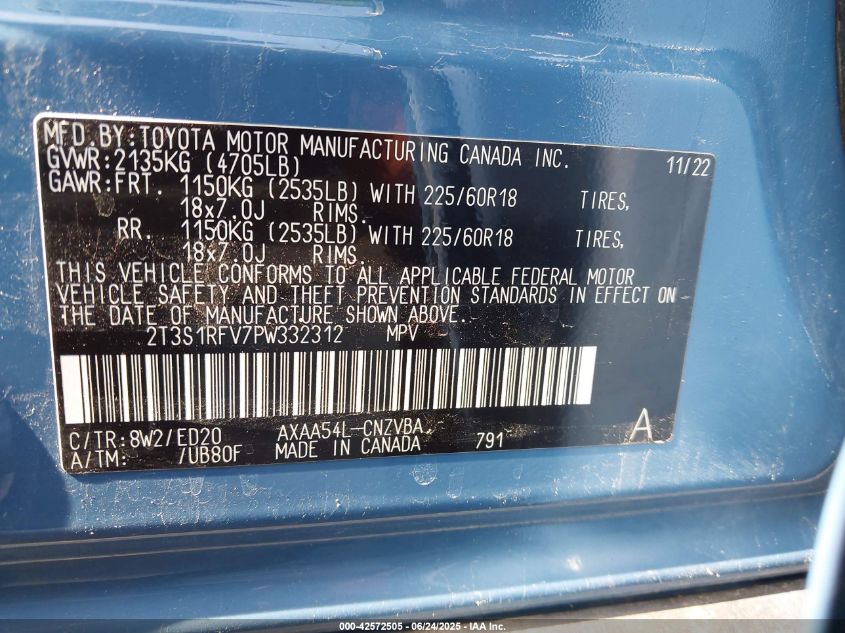 MFD.BY:TOYOTA MOTOR MANUFACTURING CANADA INC. 11/22
GVWR:2135KG (4705LB)
GAWR:FRT. 1150KG (2535LB) WITH 225/60R18 TIRES,
18x7.0J RIMS.
RR. 1150KG (2535LB) WITH 225/60R18 TIRES,
18x7.0J RIMS.
THIS VEHICLE CONFORMS TO ALL APPLICABLE FEDERAL MOTOR
VEHICLE SAFETY AND THEFT PREVENTION STANDARDS IN EFFECT ON
THE DATE OF MANUFACTURE SHOWN ABOVE.
2T3S1RFV7PW332312 MPV
C/TR:8W2/ED20 AXAA54L-CNZVBA
A/TM: /UB80F MADE IN CANADA 791 A
000-42572505 - 06/24/2025 - IAA Inc.